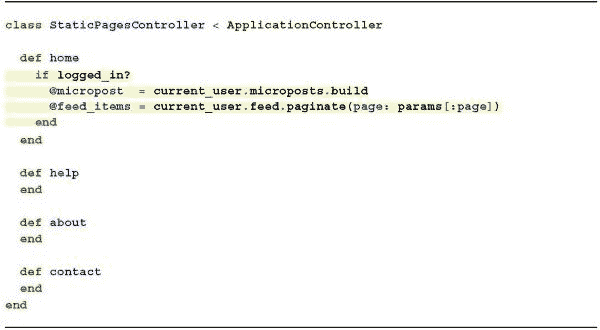 class StaticPagesController < ApplicationController
def home
if logged_in?
@micropost = current_user.microposts.build
@feed_items = current_user.feed.paginate(page: params[:page])
end
end
def help
end
def about
end
def contact
end
end